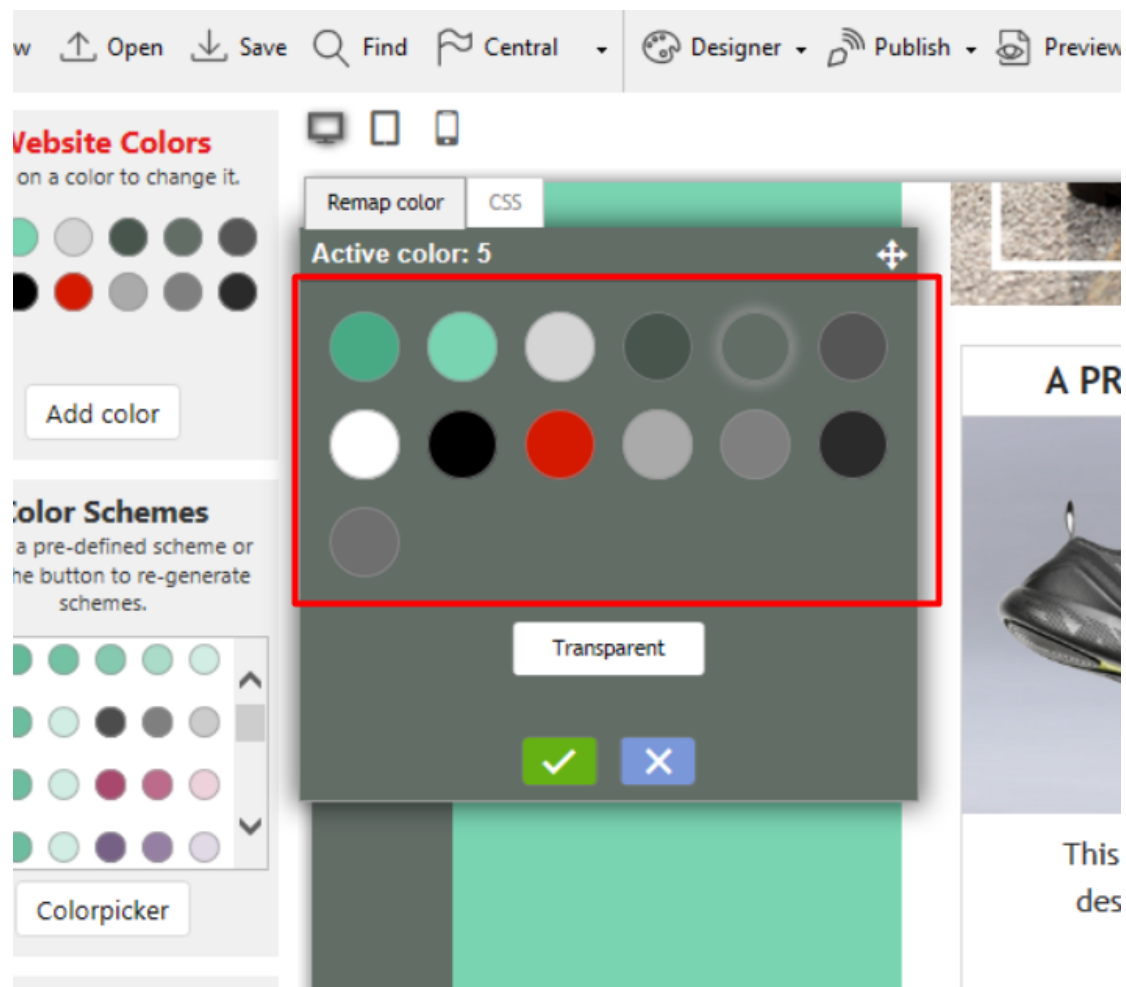 w Open Save Find Central Designer Publish Preview
Website Colors
on a color to change it.
Add color
Color Schemes
a pre-defined scheme or
he button to re-generate
schemes.
Colorpicker
Remap color CSS
Active color: 5
Transparent
A PR
This
des